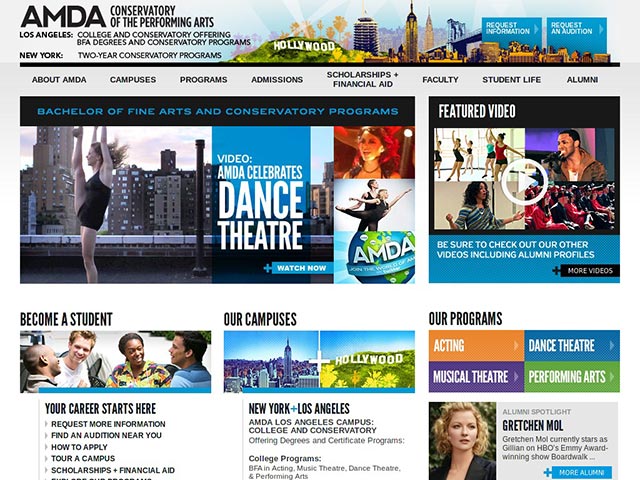 AMDA CONSERVATORY
OF THE PERFORMING ARTS
LOS ANGELES: COLLEGE AND CONSERVATORY OFFERING
BFA DEGREES AND CONSERVATORY PROGRAMS
NEW YORK: TWO-YEAR CONSERVATORY PROGRAMS
HOLLYWOOD
REQUEST
INFORMATION
REQUEST
AN AUDITION
ABOUT AMDA
CAMPUSES
PROGRAMS
ADMISSIONS
SCHOLARSHIPS +
FINANCIAL AID
FACULTY
STUDENT LIFE
ALUMNI
BACHELOR OF FINE ARTS AND CONSERVATORY PROGRAMS
VIDEO:
AMDA CELEBRATES
DANCE
THEATRE
+ WATCH NOW
AMDA
JOIN THE WORLD OF AMDA
FEATURED VIDEO
BE SURE TO CHECK OUT OUR OTHER
VIDEOS INCLUDING ALUMNI PROFILES
+ MORE VIDEOS
BECOME A STUDENT
YOUR CAREER STARTS HERE
REQUEST MORE INFORMATION
FIND AN AUDITION NEAR YOU
HOW TO APPLY
TOUR A CAMPUS
SCHOLARSHIPS + FINANCIAL AID
EXPLORE OUR PROGRAMS
OUR CAMPUSES
+
HOLLYWOOD
NEW YORK+LOS ANGELES
AMDA LOS ANGELES CAMPUS:
COLLEGE AND CONSERVATORY
Offering Degrees and Certificate Programs:
College Programs:
BFA in Acting, Music Theatre, Dance Theatre,
& Performing Arts
OUR PROGRAMS
ACTING
DANCE THEATRE
MUSICAL THEATRE
PERFORMING ARTS
ALUMNI SPOTLIGHT
GRETCHEN MOL
Gretchen Mol currently stars as
Gillian on HBO's Emmy Award-
winning show Boardwalk ...
+ MORE ALUMNI